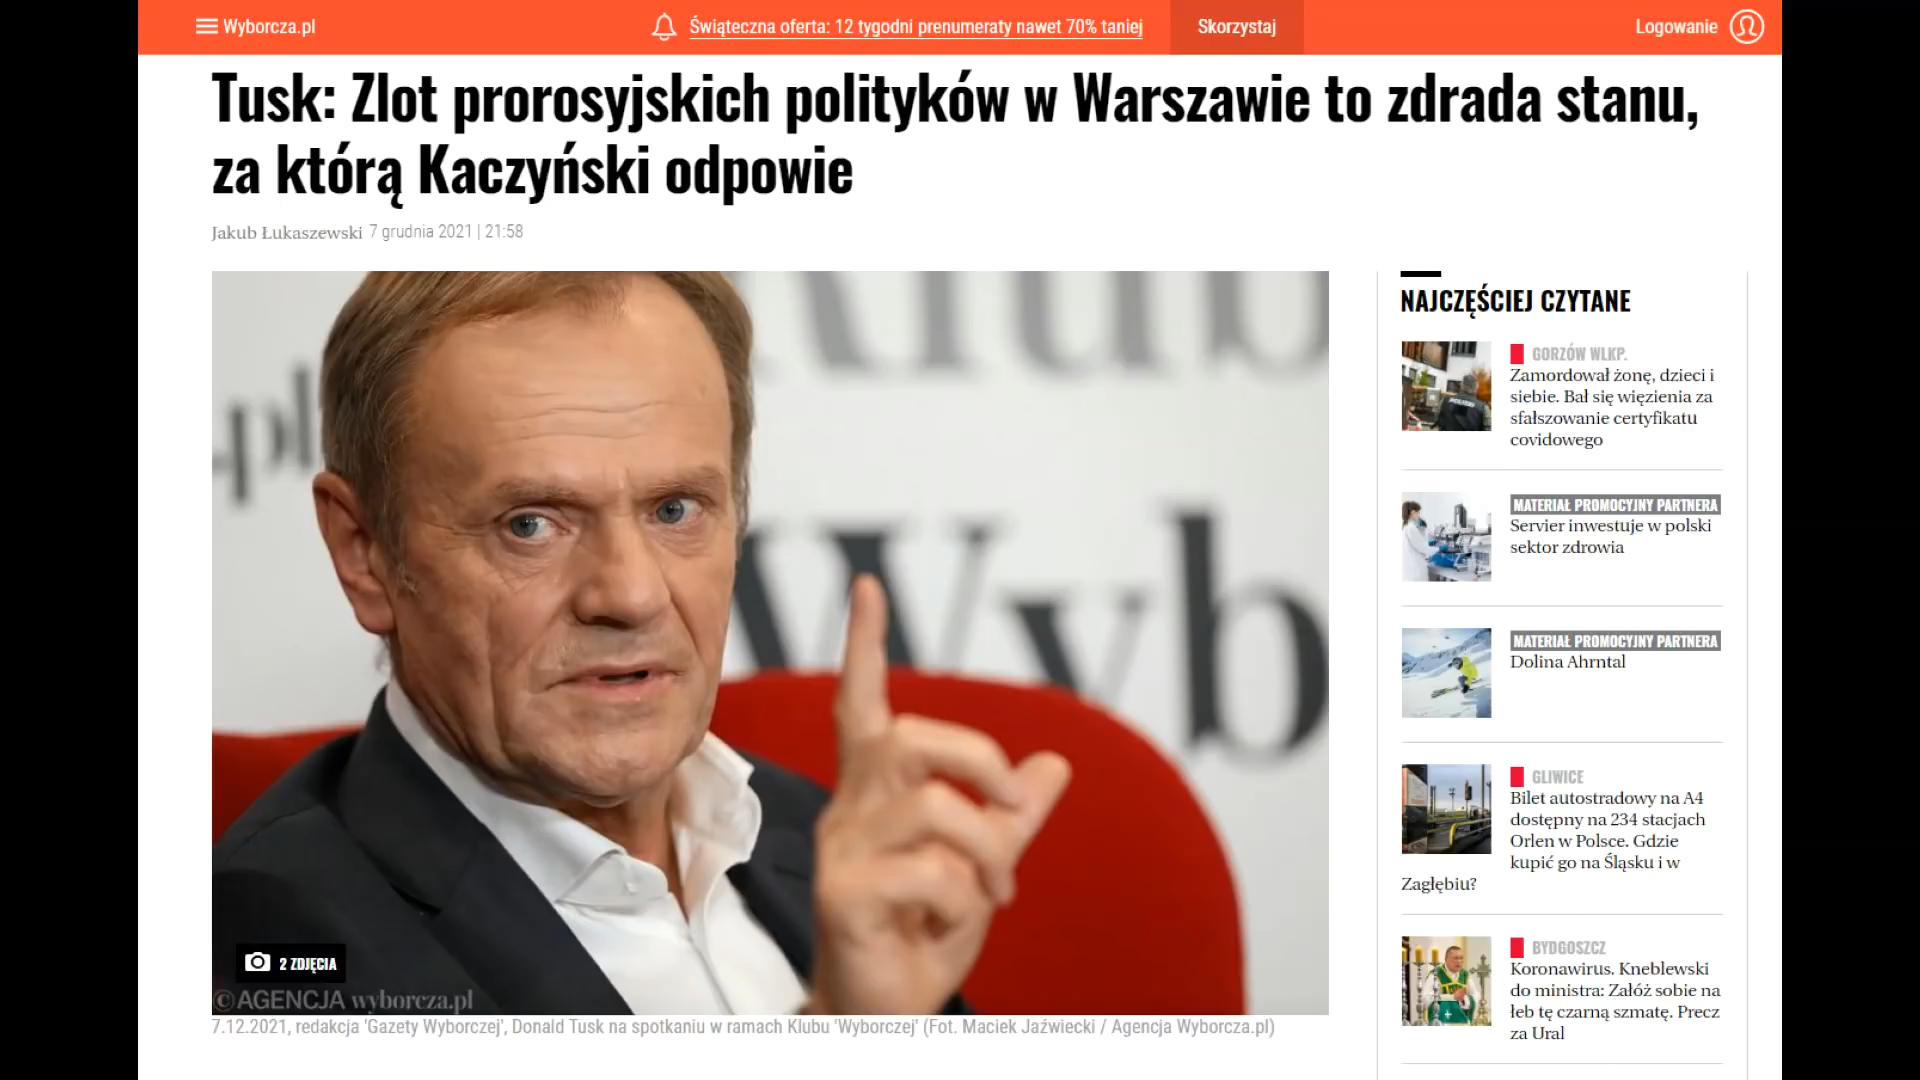 Wyborcza.pl
Świąteczna oferta: 12 tygodni prenumeraty nawet 70% taniej
Skorzystaj
Logowanie
Tusk: Zlot prorosyjskich polityków w Warszawie to zdrada stanu,
za którą Kaczyński odpowie
Jakub Łukaszewski 7 grudnia 2021 | 21:58
Klub
.pl
Wyb
2 ZDJĘCIA
©AGENCJA wyborcza.pl
7.12.2021, redakcja 'Gazety Wyborczej', Donald Tusk na spotkaniu w ramach Klubu 'Wyborczej' (Fot. Maciek Jaźwiecki / Agencja Wyborcza.pl)
NAJCZĘŚCIEJ CZYTANE
GORZÓW WLKP.
Zamordował żonę, dzieci i
siebie. Bał się więzienia za
sfałszowanie certyfikatu
covidowego
MATERIAŁ PROMOCYJNY PARTNERA
Servier inwestuje w polski
sektor zdrowia
MATERIAŁ PROMOCYJNY PARTNERA
Dolina Ahrntal
GLIWICE
Bilet autostradowy na A4
dostępny na 234 stacjach
Orlen w Polsce. Gdzie
kupić go na Śląsku i w
Zagłębiu?
BYDGOSZCZ
Koronawirus. Kneblewski
do ministra: Załóż sobie na
łeb tę czarną szmatę. Precz
za Ural